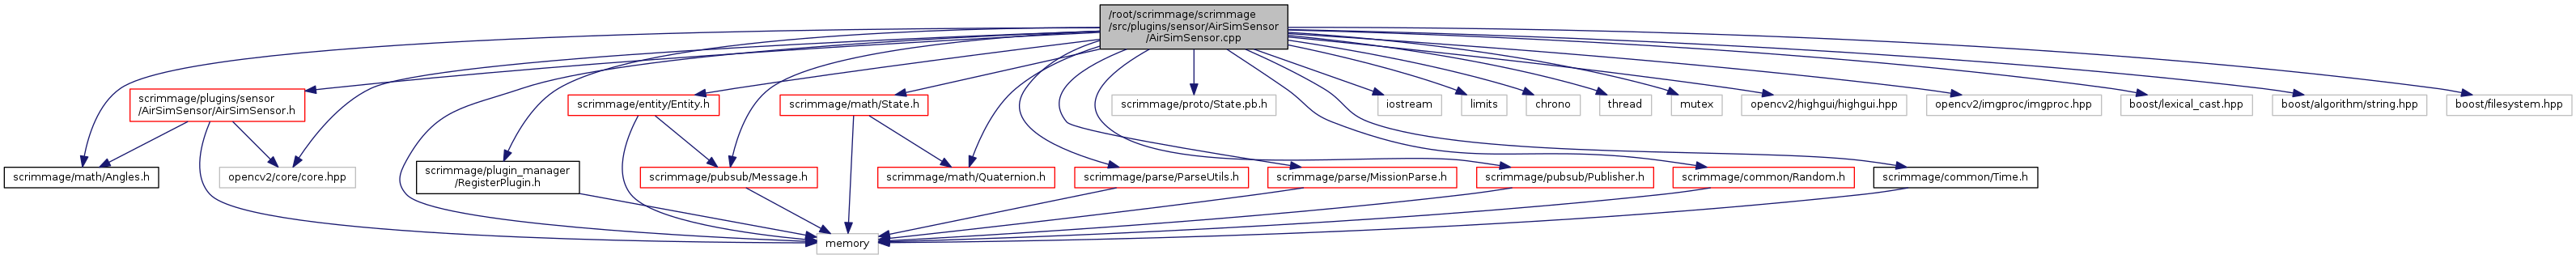 /root/scrimmage/scrimmage
/src/plugins/sensor/AirSimSensor
/AirSimSensor.cpp
scrimmage/plugins/sensor
/AirSimSensor/AirSimSensor.h
scrimmage/entity/Entity.h
scrimmage/math/State.h
scrimmage/proto/State.pb.h
iostream
limits
chrono
thread
mutex
opencv2/highgui/highgui.hpp
opencv2/imgproc/imgproc.hpp
boost/lexical_cast.hpp
boost/algorithm/string.hpp
boost/filesystem.hpp
scrimmage/math/Angles.h
opencv2/core/core.hpp
scrimmage/plugin_manager
/RegisterPlugin.h
scrimmage/pubsub/Message.h
scrimmage/math/Quaternion.h
scrimmage/parse/ParseUtils.h
scrimmage/parse/MissionParse.h
scrimmage/pubsub/Publisher.h
scrimmage/common/Random.h
scrimmage/common/Time.h
memory